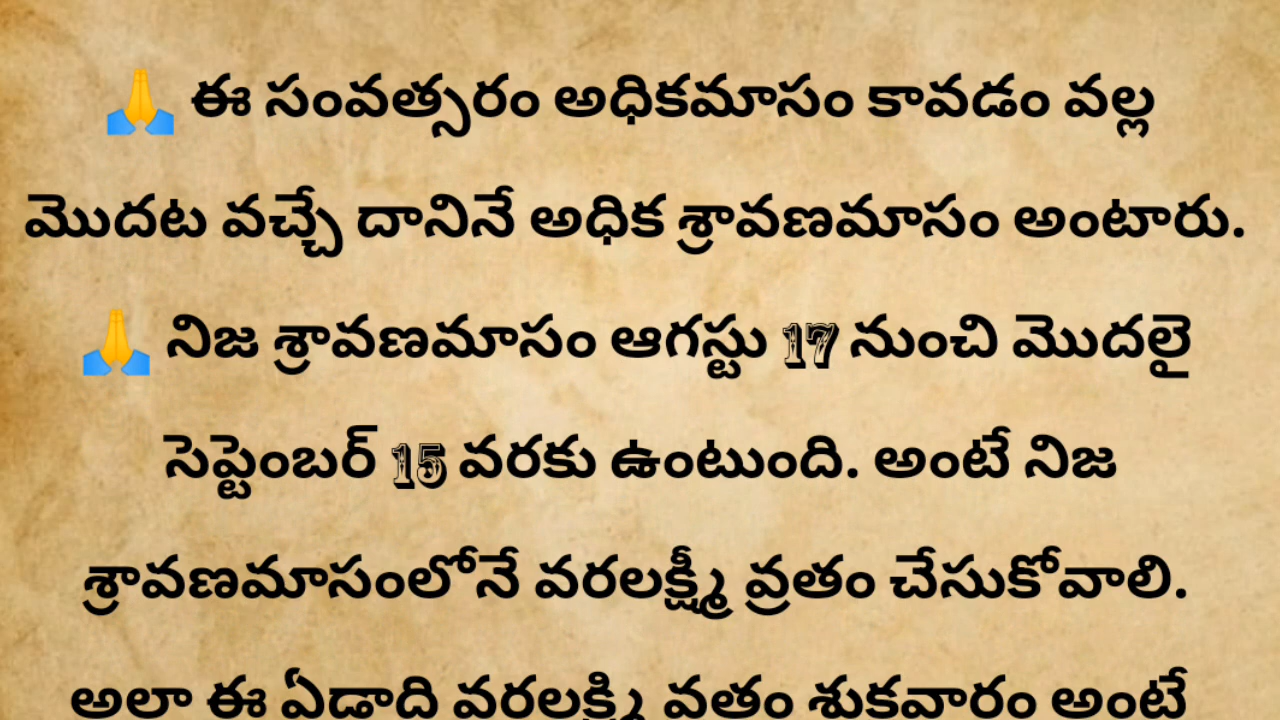 🙏 ఈ సంవత్సరం అధికమాసం కావడం వల్ల
మొదట వచ్చే దానినే అధిక శ్రావణమాసం అంటారు.
🙏 నిజ శ్రావణమాసం ఆగస్టు 17 నుంచి మొదలై
సెప్టెంబర్ 15 వరకు ఉంటుంది. అంటే నిజ
శ్రావణమాసంలోనే వరలక్ష్మీ వ్రతం చేసుకోవాలి.
అలా ఈ ఏడాది వరలక్ష్మి వ్రతం శుక్రవారం అంటే